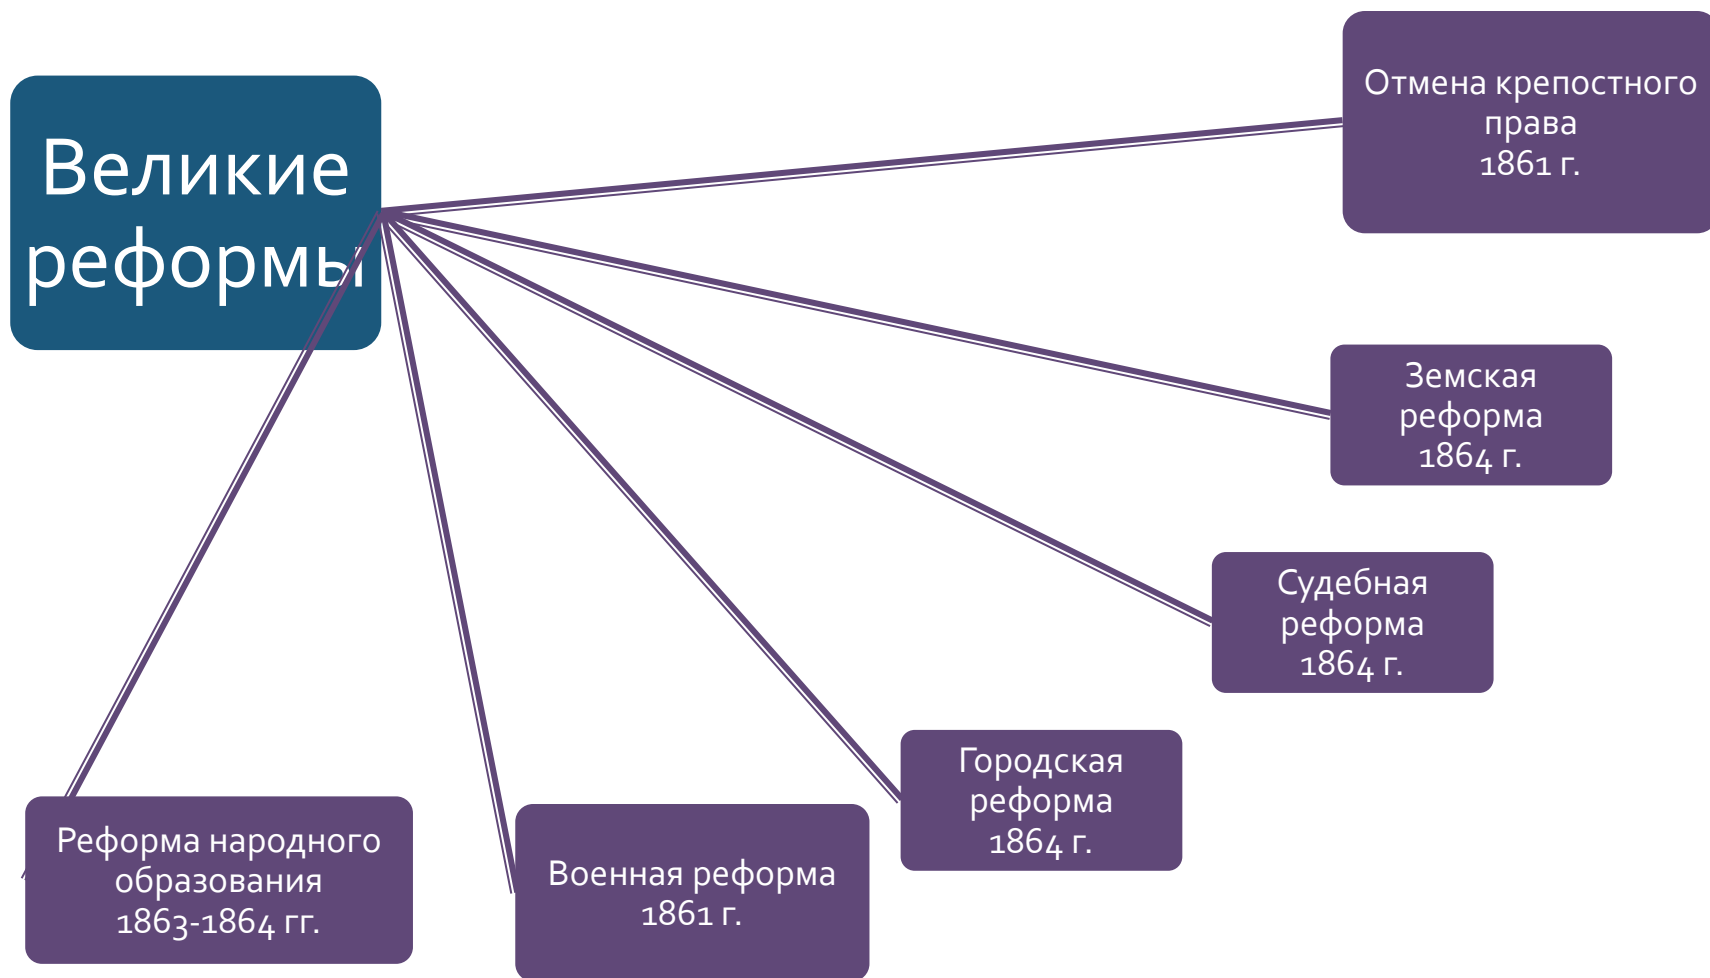 Великие
реформы
Отмена крепостного
права
1861 г.
Земская
реформа
1864 г.
Судебная
реформа
1864 г.
Городская
реформа
1864 г.
Военная реформа
1861 г.
Реформа народного
образования
1863-1864 гг.